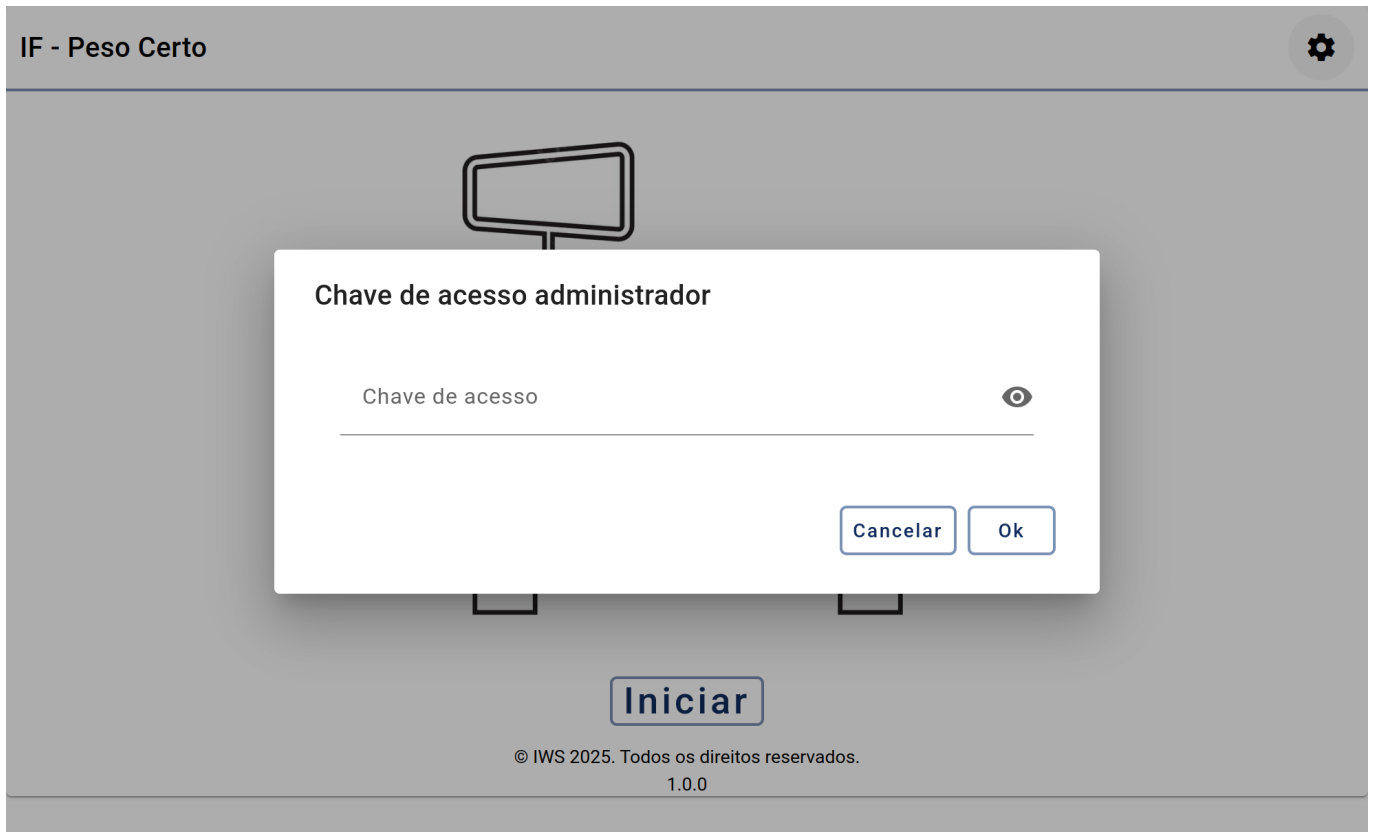 IF - Peso Certo
Chave de acesso administrador
Chave de acesso
Cancelar Ok
Iniciar
© IWS 2025. Todos os direitos reservados.
1.0.0